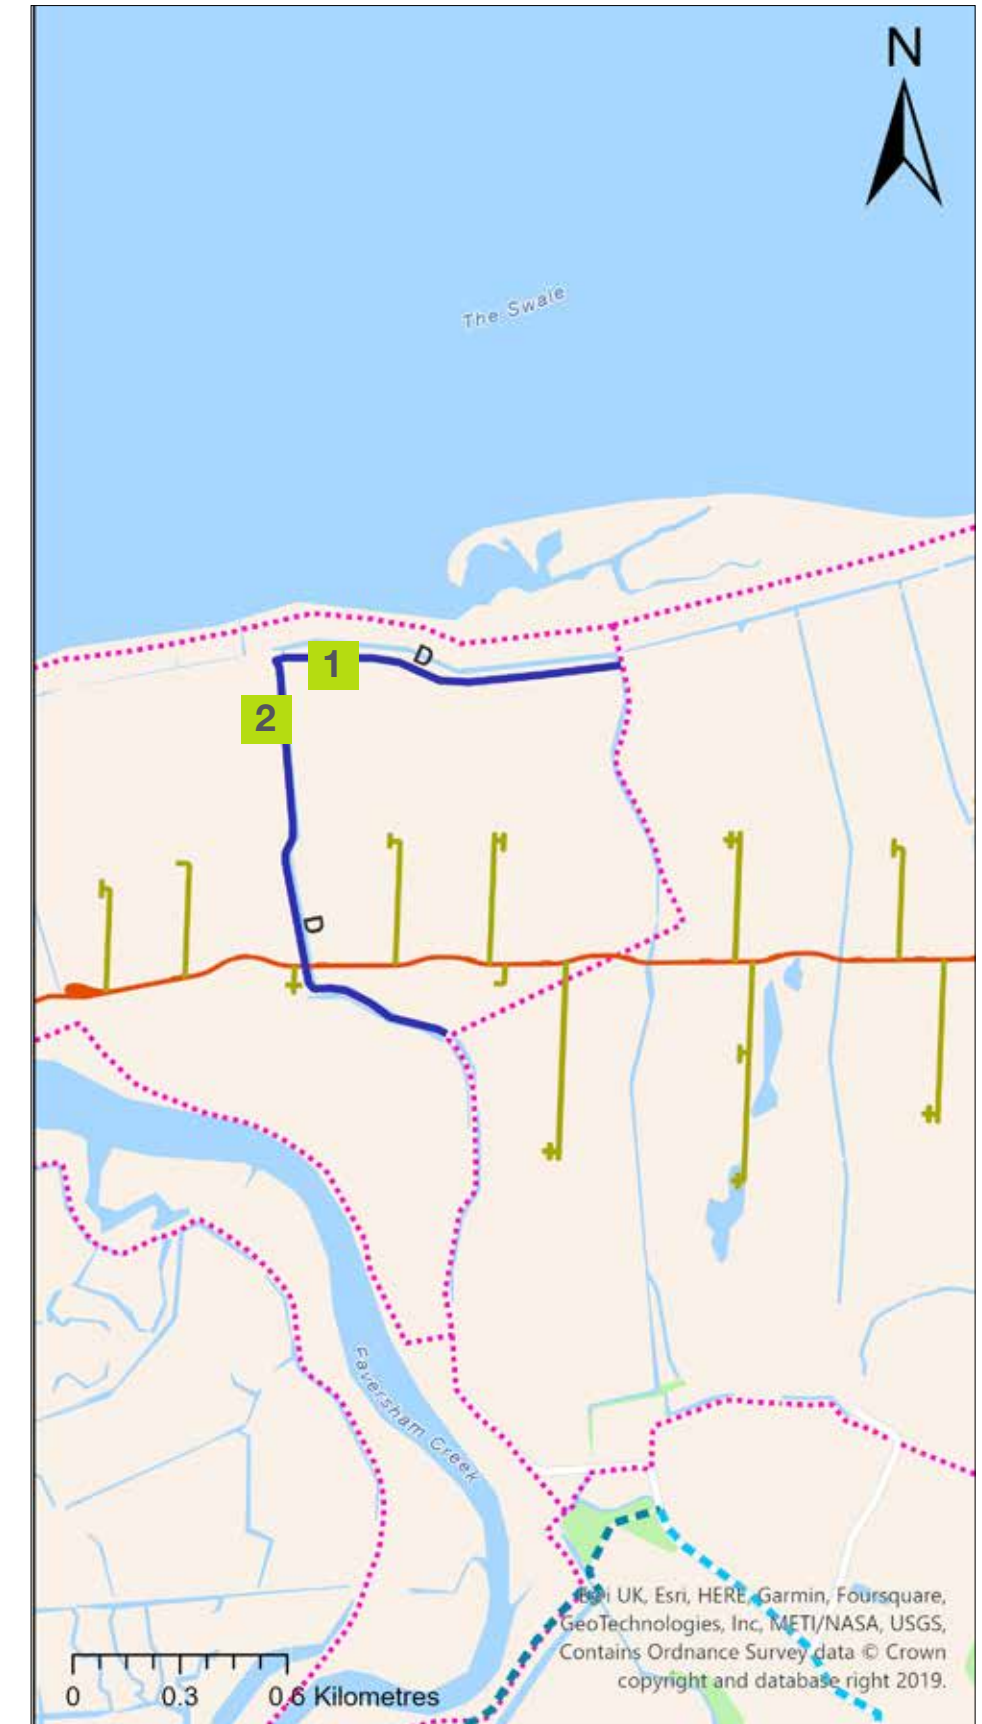 N
The Swale
1
D
2
D
Faversham Creek
Esri UK, Esri, HERE, Garmin, Foursquare,
GeoTechnologies, Inc, METI/NASA, USGS,
Contains Ordnance Survey data © Crown
copyright and database right 2019.
0 0.3 0.6 Kilometres